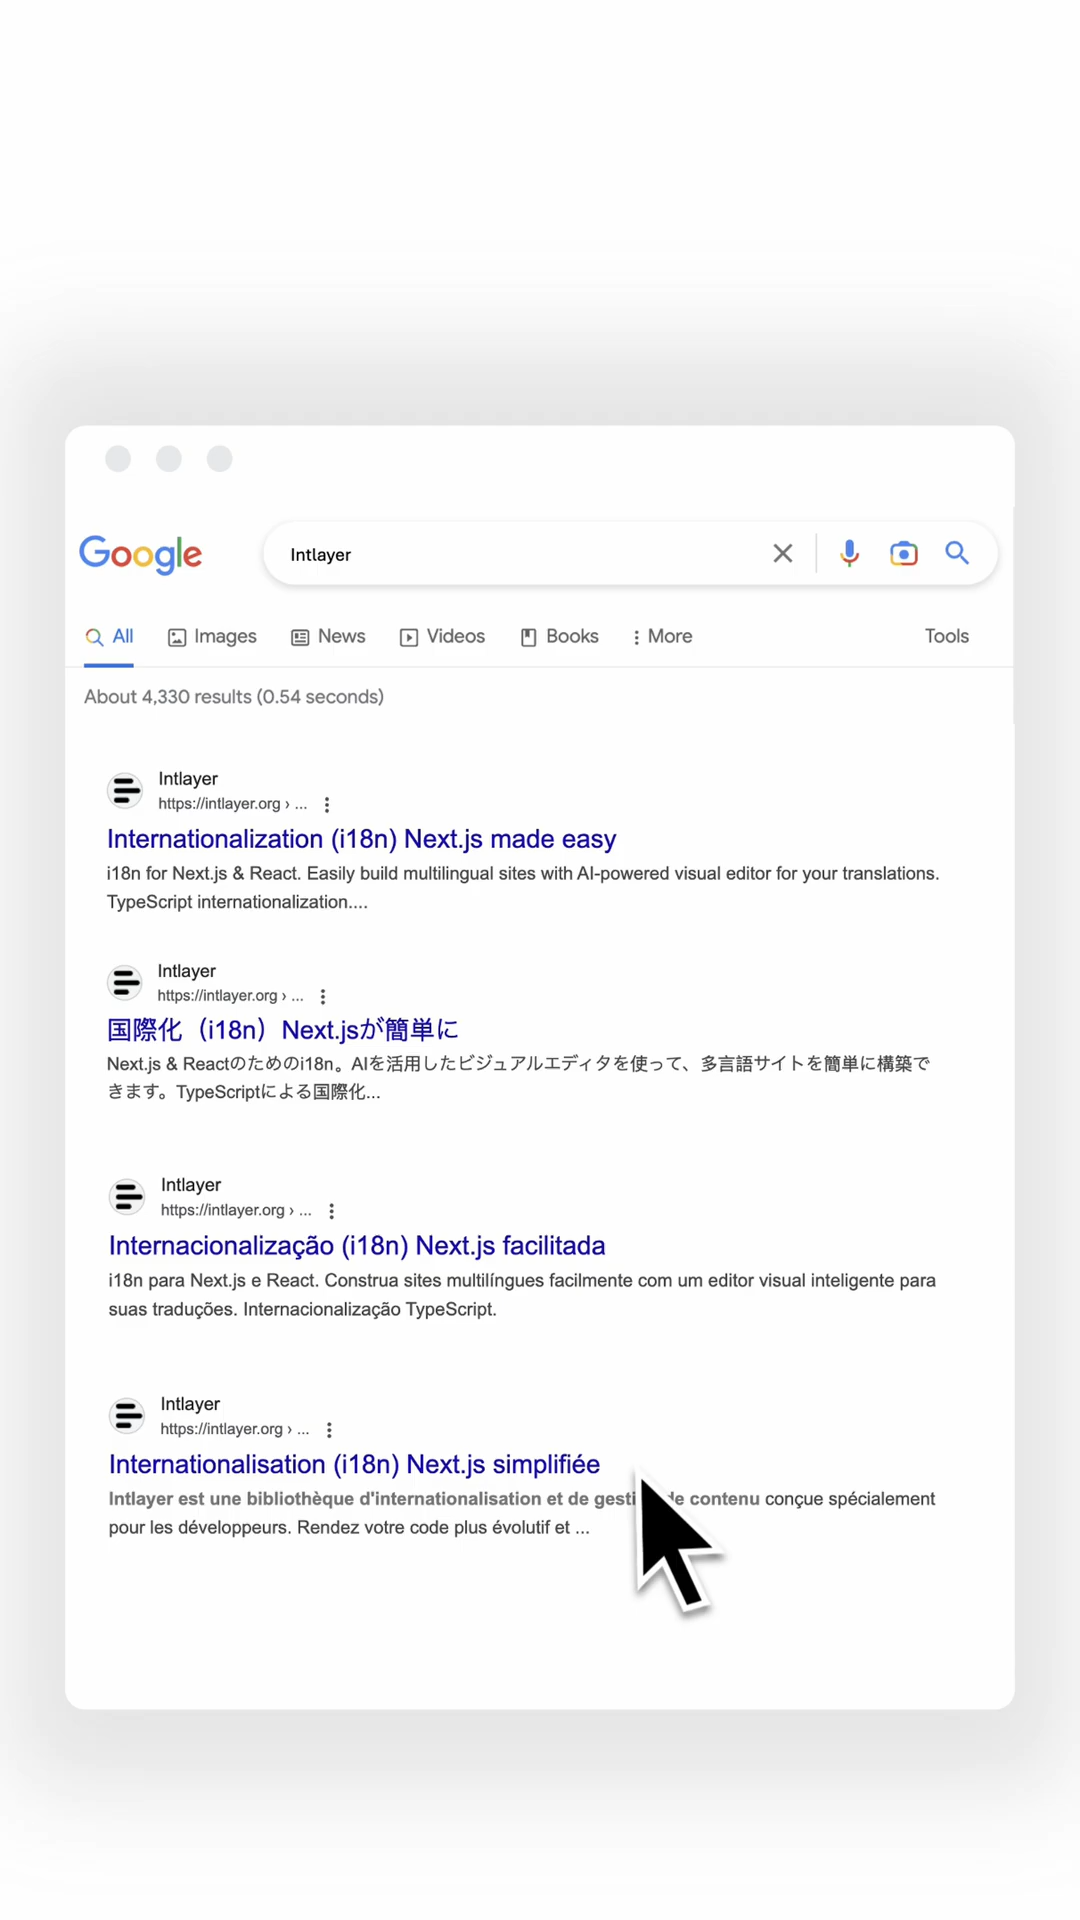 Google
Intlayer
All Images News Videos Books More Tools
About 4,330 results (0.54 seconds)
Intlayer
https://intlayer.org › ...
Internationalization (i18n) Next.js made easy
i18n for Next.js & React. Easily build multilingual sites with AI-powered visual editor for your translations.
TypeScript internationalization....
Intlayer
https://intlayer.org › ...
国際化（i18n）Next.jsが簡単に
Next.js & Reactのためのi18n。AIを活用したビジュアルエディタを使って、多言語サイトを簡単に構築で
きます。TypeScriptによる国際化...
Intlayer
https://intlayer.org › ...
Internacionalização (i18n) Next.js facilitada
i18n para Next.js e React. Construa sites multilíngues facilmente com um editor visual inteligente para
suas traduções. Internacionalização TypeScript.
Intlayer
https://intlayer.org › ...
Internationalisation (i18n) Next.js simplifiée
Intlayer est une bibliothèque d'internationalisation et de contenu conçue spécialement
pour les développeurs. Rendez votre code plus évolutif et ...